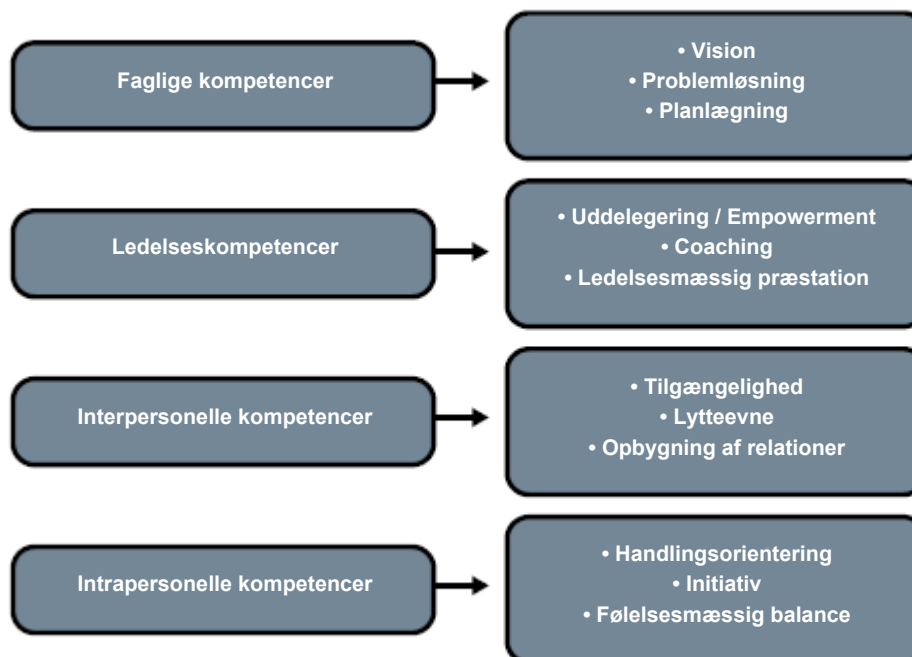 Faglige kompetencer
• Vision
• Problemløsning
• Planlægning
Ledelseskompetencer
• Uddelegering / Empowerment
• Coaching
• Ledelsesmæssig præstation
Interpersonelle kompetencer
• Tilgængelighed
• Lytteevne
• Opbygning af relationer
Intrapersonelle kompetencer
• Handlingsorientering
• Initiativ
• Følelsesmæssig balance